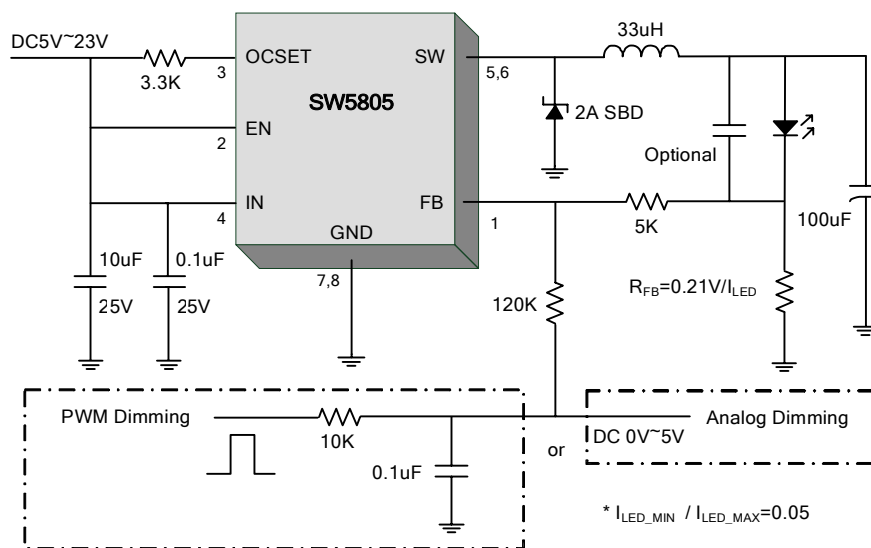 DC5V~23V
3.3K
3
OCSET
SW
5,6
33uH
SW5805
2A SBD
EN
2
Optional
IN
4
FB
1
5K
100uF
GND
7,8
10uF
0.1uF
25V
25V
120K
R_FB=0.21V/I_LED
PWM Dimming
10K
0.1uF
or
DC 0V~5V
Analog Dimming
* I_LED_MIN / I_LED_MAX=0.05